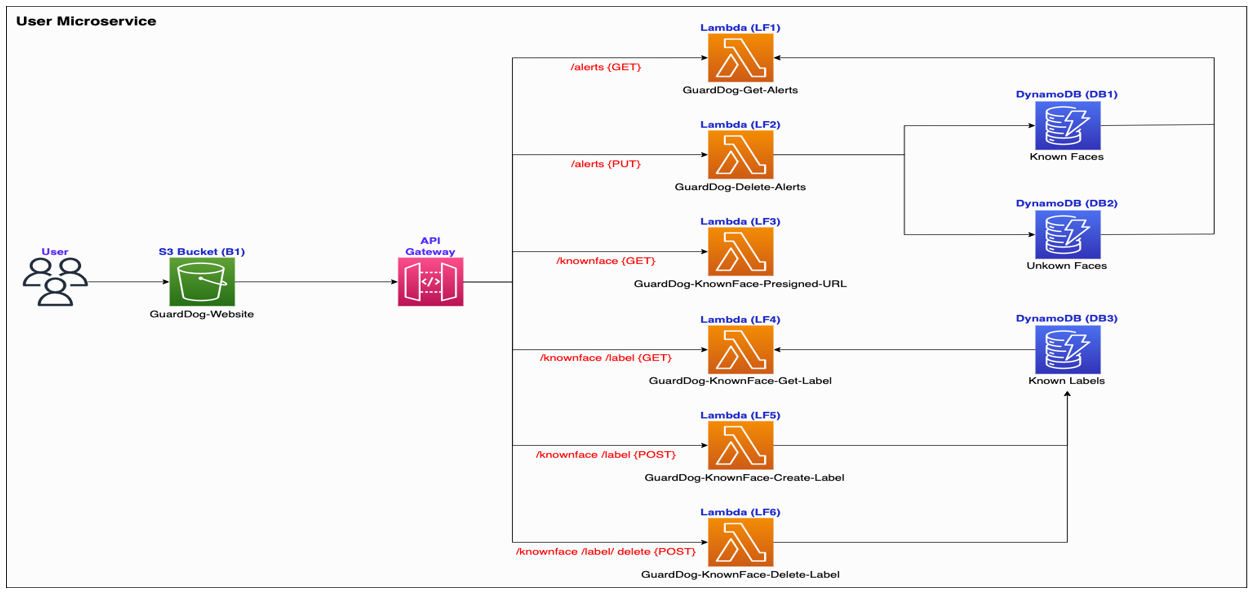 User Microservice
Lambda (LF1)
/alerts {GET}
GuardDog-Get-Alerts
DynamoDB (DB1)
Known Faces
Lambda (LF2)
/alerts {PUT}
GuardDog-Delete-Alerts
DynamoDB (DB2)
Unkown Faces
Lambda (LF3)
/knownface {GET}
GuardDog-KnownFace-Presigned-URL
User
S3 Bucket (B1)
GuardDog-Website
API
Gateway
</>
Lambda (LF4)
/knownface /label {GET}
GuardDog-KnownFace-Get-Label
DynamoDB (DB3)
Known Labels
Lambda (LF5)
/knownface /label {POST}
GuardDog-KnownFace-Create-Label
Lambda (LF6)
/knownface /label/ delete {POST}
GuardDog-KnownFace-Delete-Label